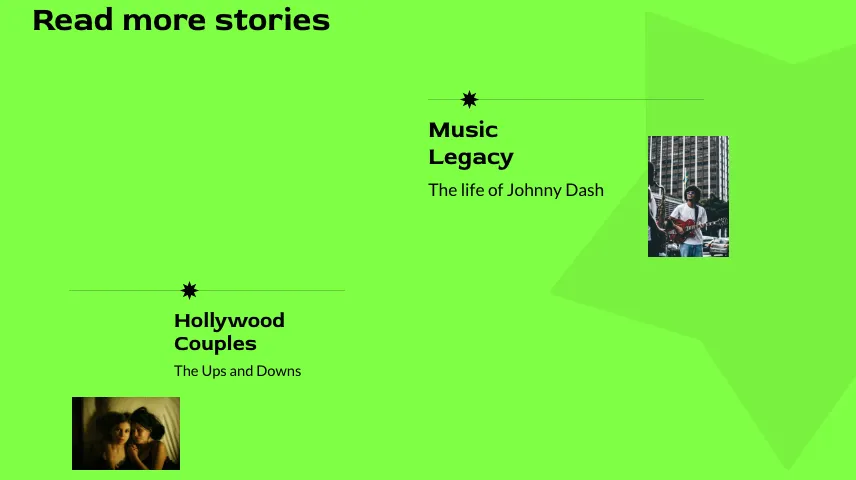 Read more stories
Music
Legacy
The life of Johnny Dash
Hollywood
Couples
The Ups and Downs